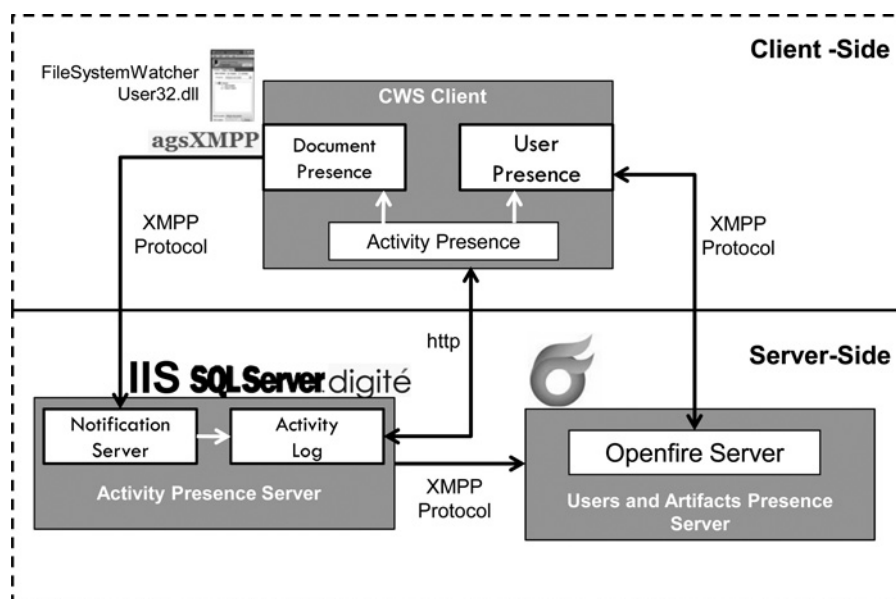 Client -Side
FileSystemWatcher
User32.dll
agsXMPP
CWS Client
Document
Presence
User
Presence
Activity Presence
XMPP
Protocol
XMPP
Protocol
http
Server-Side
IIS SQLServer digité
Notification
Server
Activity
Log
Activity Presence Server
XMPP
Protocol
Openfire Server
Users and Artifacts Presence
Server